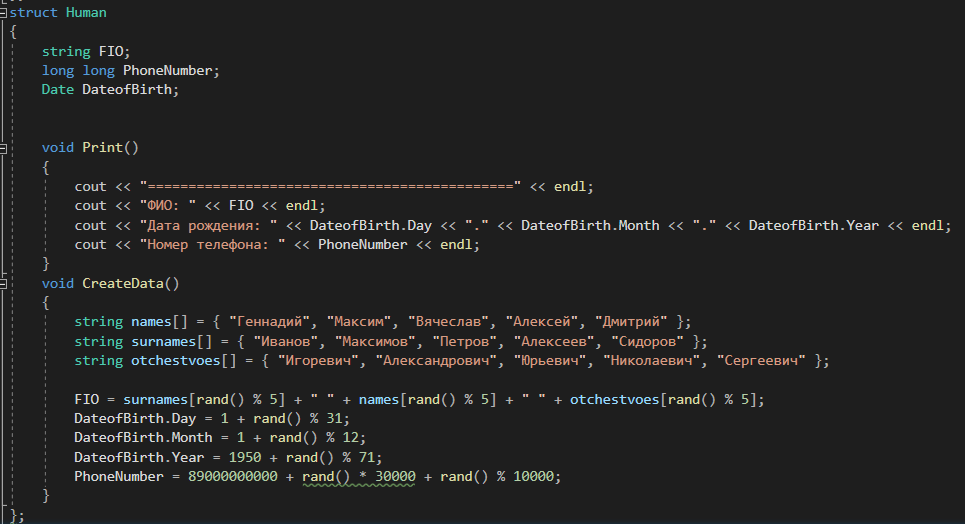 struct Human
{
    string FIO;
    long long PhoneNumber;
    Date DateofBirth;
    void Print()
    {
        cout << "=============================================" << endl;
        cout << "ФИО: " << FIO << endl;
        cout << "Дата рождения: " << DateofBirth.Day << "." << DateofBirth.Month << "." << DateofBirth.Year << endl;
        cout << "Номер телефона: " << PhoneNumber << endl;
    }
    void CreateData()
    {
        string names[] = { "Геннадий", "Максим", "Вячеслав", "Алексей", "Дмитрий" };
        string surnames[] = { "Иванов", "Максимов", "Петров", "Алексеев", "Сидоров" };
        string otchestvoes[] = { "Игоревич", "Александрович", "Юрьевич", "Николаевич", "Сергеевич" };
        FIO = surnames[rand() % 5] + " " + names[rand() % 5] + " " + otchestvoes[rand() % 5];
        DateofBirth.Day = 1 + rand() % 31;
        DateofBirth.Month = 1 + rand() % 12;
        DateofBirth.Year = 1950 + rand() % 71;
        PhoneNumber = 89000000000 + rand() * 30000 + rand() % 10000;
    }
};